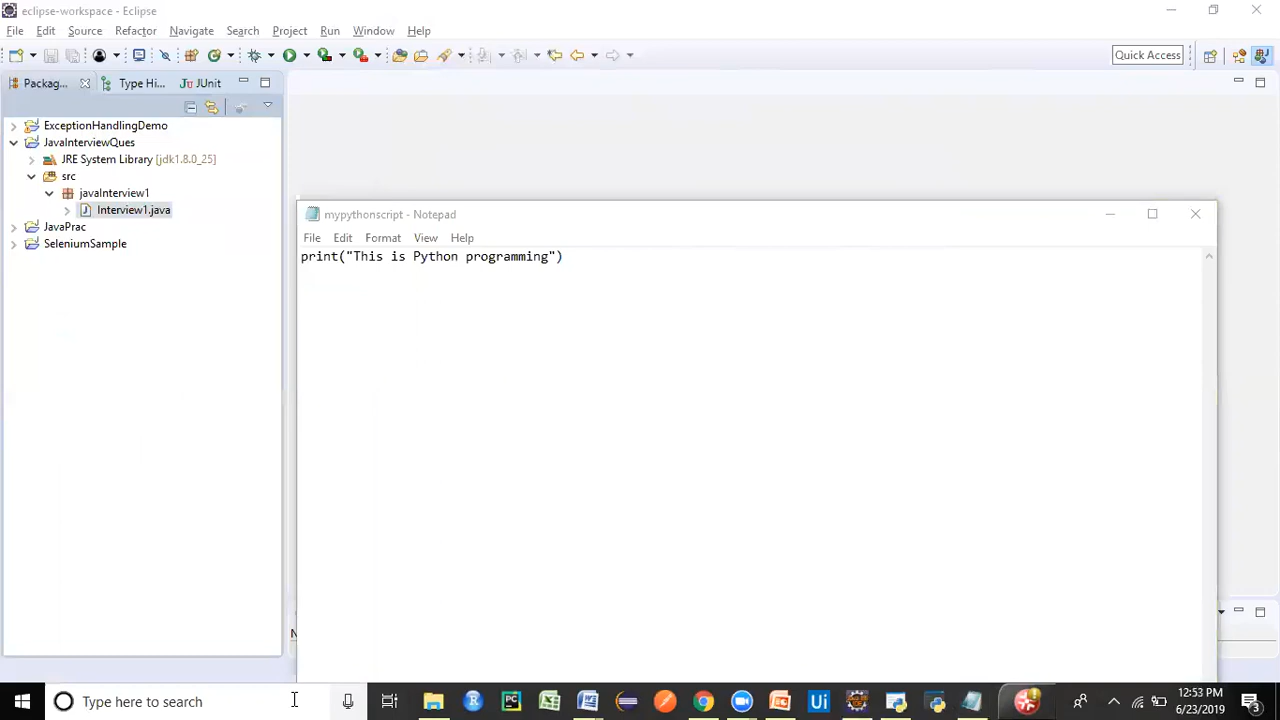 eclipse-workspace - Eclipse
File Edit Source Refactor Navigate Search Project Run Window Help
Quick Access
Packag... Type Hi... JUnit
ExceptionHandlingDemo
JavaInterviewQues
JRE System Library [jdk1.8.0_25]
src
javaInterview1
Interview1.java
JavaPrac
SeleniumSample
mypythonscript - Notepad
File Edit Format View Help
print("This is Python programming")
Type here to search
12:53 PM
6/23/2019